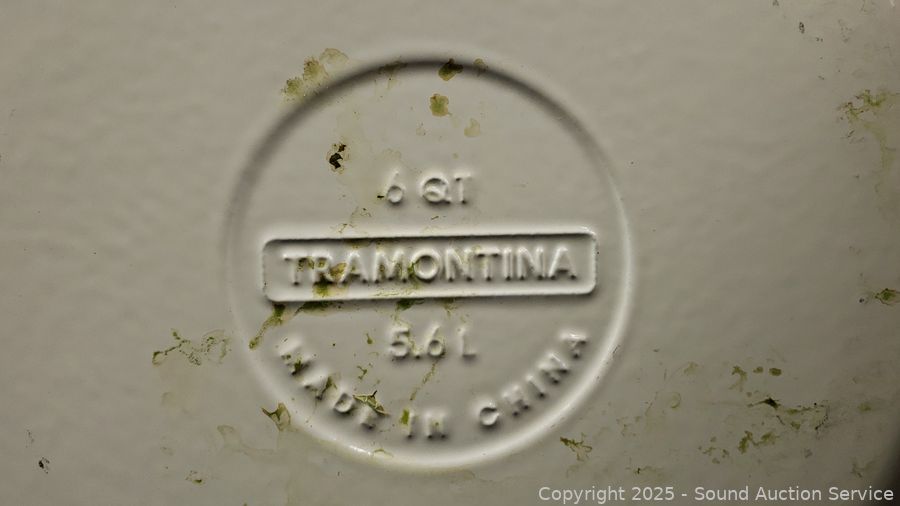 6 QT
TRAMONTINA
5.6 L
MADE IN CHINA
Copyright 2025 - Sound Auction Service